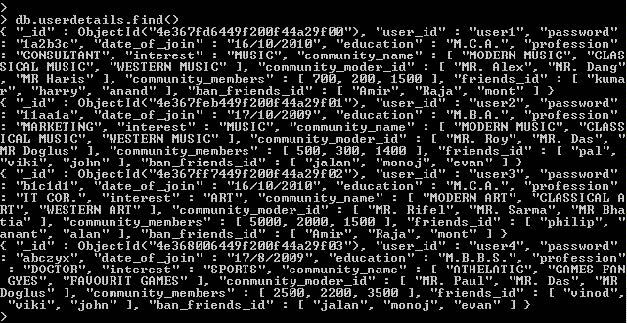 >
> db.userdetails.find()
{ "_id" : ObjectId("4e367fd6449f200f44a29f00"), "user_id" : "user1", "password"
: "1a2b3c", "date_of_join" : "16/10/2010", "education" : "M.C.A.", "profession"
: "CONSULTANT", "interest" : "MUSIC", "community_name" : [ "MODERN MUSIC", "CLAS
SICAL MUSIC", "WESTERN MUSIC" ], "community_moder_id" : [ "MR. Alex", "MR. Dang",
"MR Haris" ], "community_members" : [ 700, 200, 1500 ], "friends_id" : [ "kuma
r", "harry", "anand" ], "ban_friends_id" : [ "Amir", "Raja", "mont" ] }
{ "_id" : ObjectId("4e367feb449f200f44a29f01"), "user_id" : "user2", "password"
: "11aa1a", "date_of_join" : "17/10/2009", "education" : "M.B.A.", "profession"
: "MARKETING", "interest" : "MUSIC", "community_name" : [ "MODERN MUSIC", "CLASS
ICAL MUSIC", "WESTERN MUSIC" ], "community_moder_id" : [ "MR. Roy", "MR. Das", "
MR Doglus" ], "community_members" : [ 500, 300, 1400 ], "friends_id" : [ "pal",
"viki", "john" ], "ban_friends_id" : [ "jalan", "monoj", "evan" ] }
{ "_id" : ObjectId("4e367ff7449f200f44a29f02"), "user_id" : "user3", "password"
: "b1c1d1", "date_of_join" : "16/10/2010", "education" : "M.C.A.", "profession"
: "IT COR.", "interest" : "ART", "community_name" : [ "MODERN ART", "CLASSICAL A
RT", "WESTERN ART" ], "community_moder_id" : [ "MR. Rifel", "MR. Sarma", "MR Bha
tia" ], "community_members" : [ 5000, 2000, 1500 ], "friends_id" : [ "philip", "
anant", "alan" ], "ban_friends_id" : [ "Amir", "Raja", "mont" ] }
{ "_id" : ObjectId("4e368006449f200f44a29f03"), "user_id" : "user4", "password"
: "abczyx", "date_of_join" : "17/8/2009", "education" : "M.B.B.S.", "profession"
: "DOCTOR", "interest" : "SPORTS", "community_name" : [ "ATHELATIC", "GAMES FAN
GYES", "FAVOURIT GAMES" ], "community_moder_id" : [ "MR. Paul", "MR. Das", "MR
Doglus" ], "community_members" : [ 2500, 2200, 3500 ], "friends_id" : [ "vinod",
"viki", "john" ], "ban_friends_id" : [ "jalan", "monoj", "evan" ] }
>